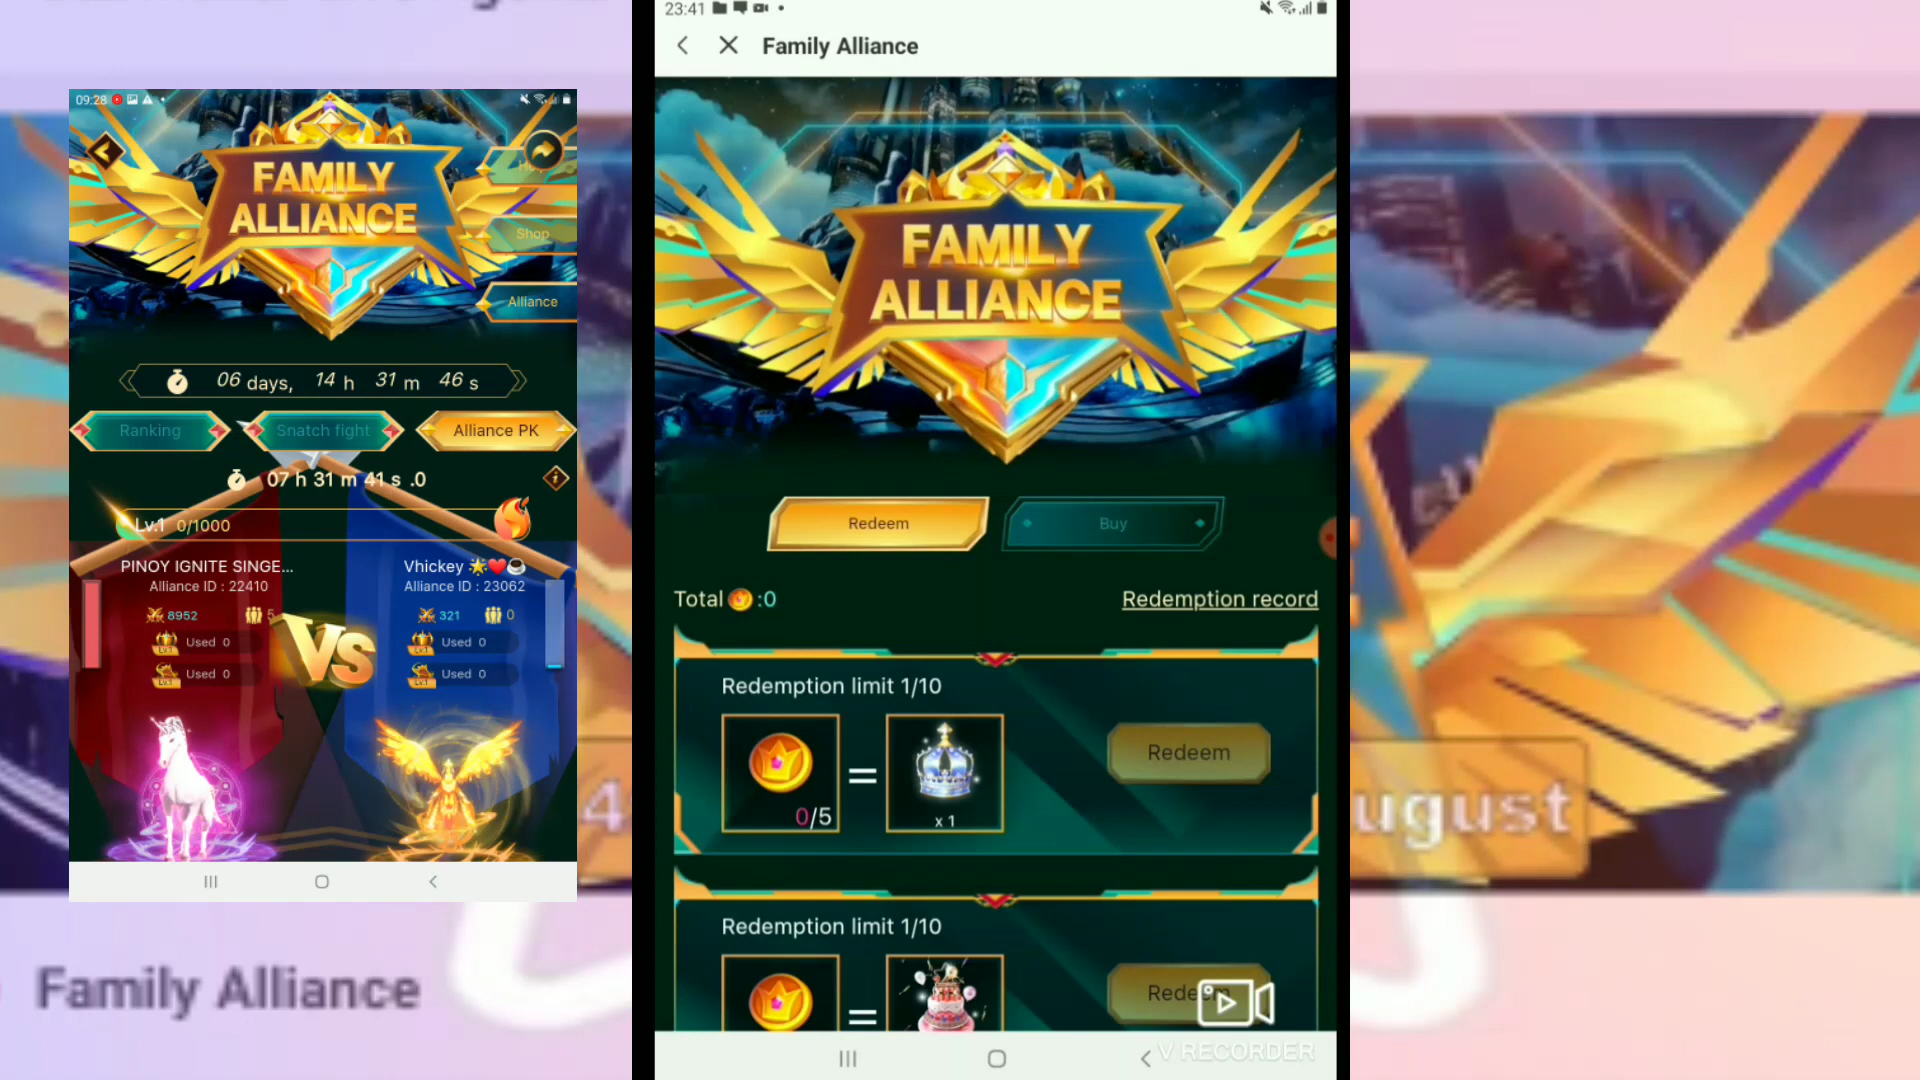 09:28
FAMILY
ALLIANCE
Shop
Alliance
06 days, 14 h 31 m 46 s
Ranking
Snatch fight
Alliance PK
07 h 31 m 41 s .0
Lv.1 0/1000
PINOY IGNITE SINGE...
Alliance ID : 22410
8952 5
Used 0
Used 0
VS
Vhickey 🌟❤️☕
Alliance ID : 23062
321 0
Used 0
Used 0
Family Alliance
23:41
Family Alliance
FAMILY
ALLIANCE
Redeem
Buy
Total :0
Redemption record
Redemption limit 1/10
0/5
=
x 1
Redeem
Redemption limit 1/10
=
Redeem
V RECORDER
4
ugust